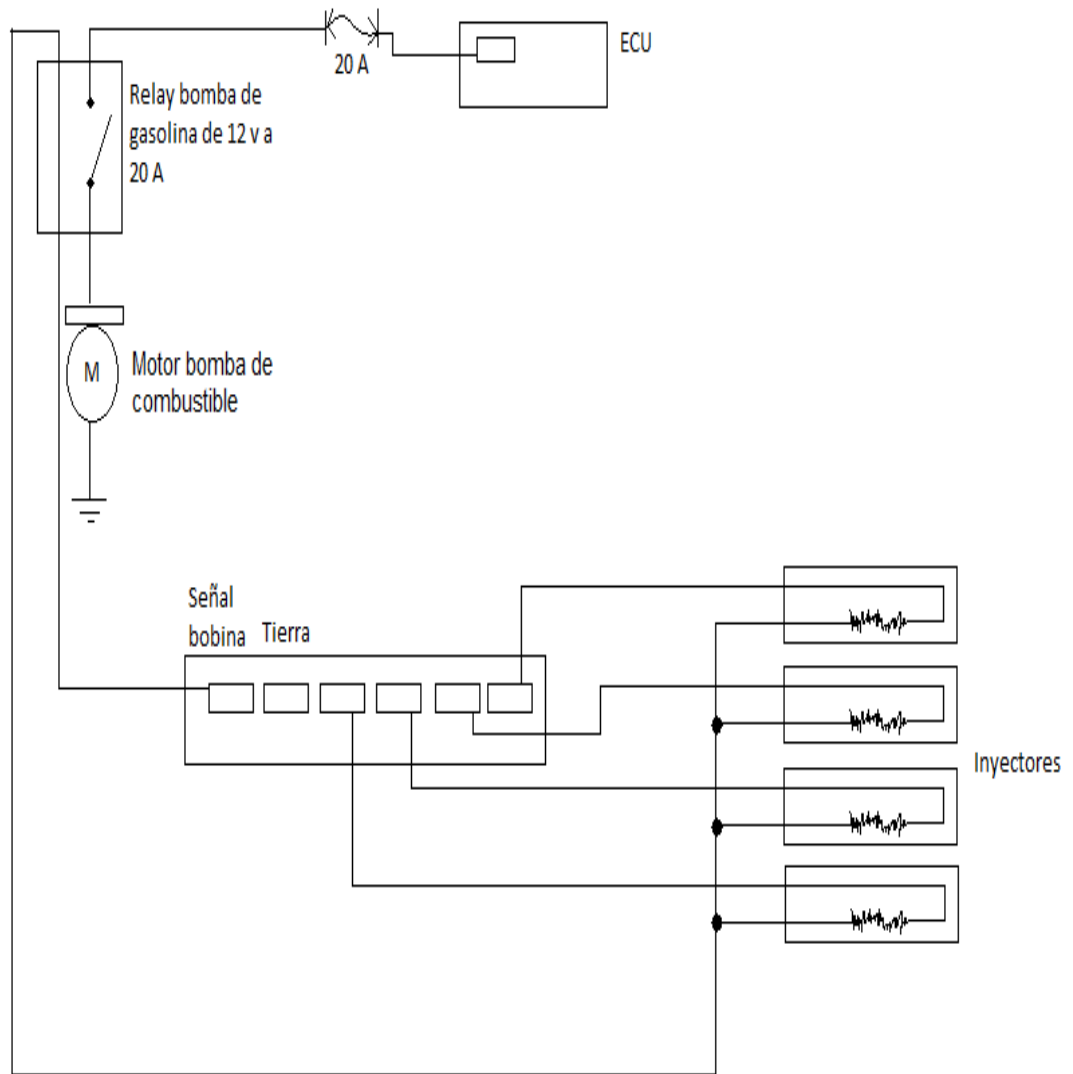 ECU
20 A
Relay bomba de
gasolina de 12 v a
20 A
M
Motor bomba de
combustible
Señal
bobina
Tierra
Inyectores